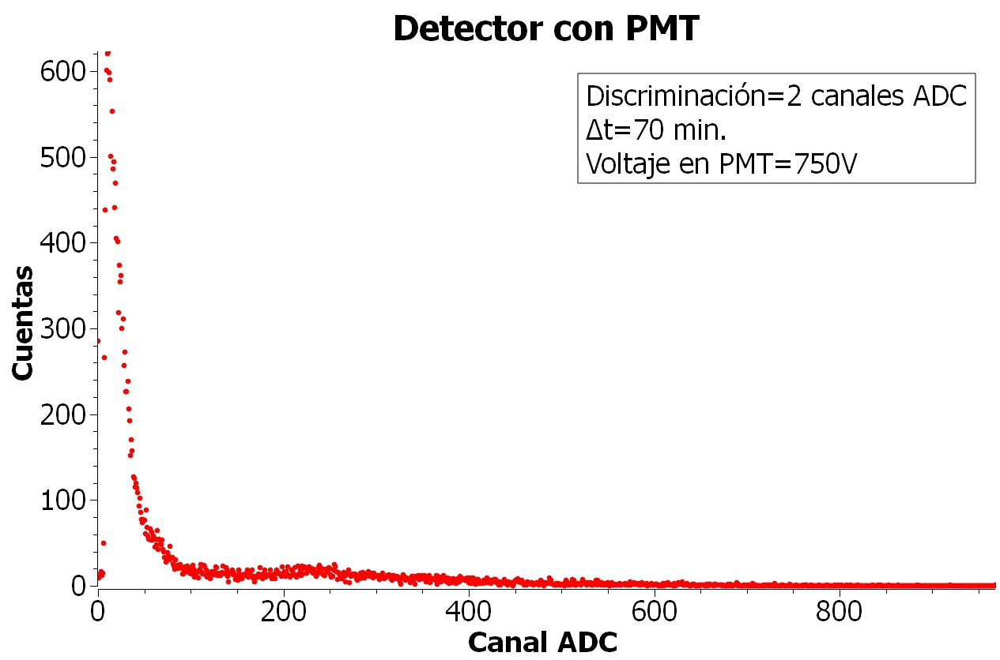 Detector con PMT
Discriminación=2 canales ADC
Δt=70 min.
Voltaje en PMT=750V
Cuentas
600
500
400
300
200
100
0
0 200 400 600 800
Canal ADC